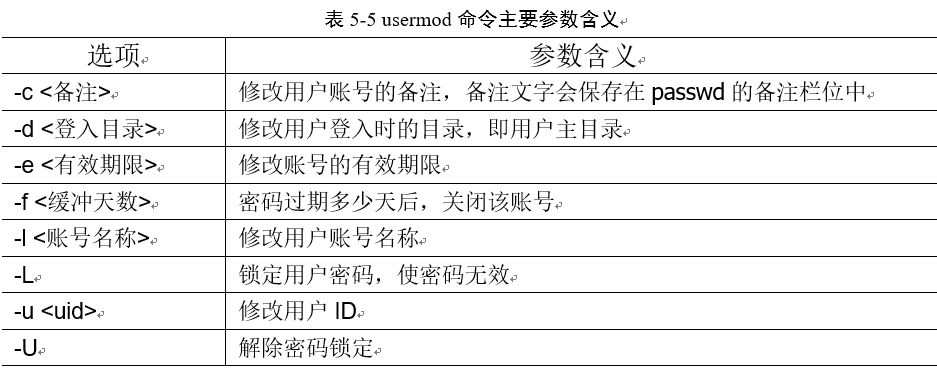 表 5-5 usermod 命令主要参数含义
选项 参数含义
-c <备注> 修改用户账号的备注，备注文字会保存在 passwd 的备注栏位中
-d <登入目录> 修改用户登入时的目录，即用户主目录
-e <有效期限> 修改账号的有效期限
-f <缓冲天数> 密码过期多少天后，关闭该账号
-l <账号名称> 修改用户账号名称
-L 锁定用户密码，使密码无效
-u <uid> 修改用户 ID
-U 解除密码锁定